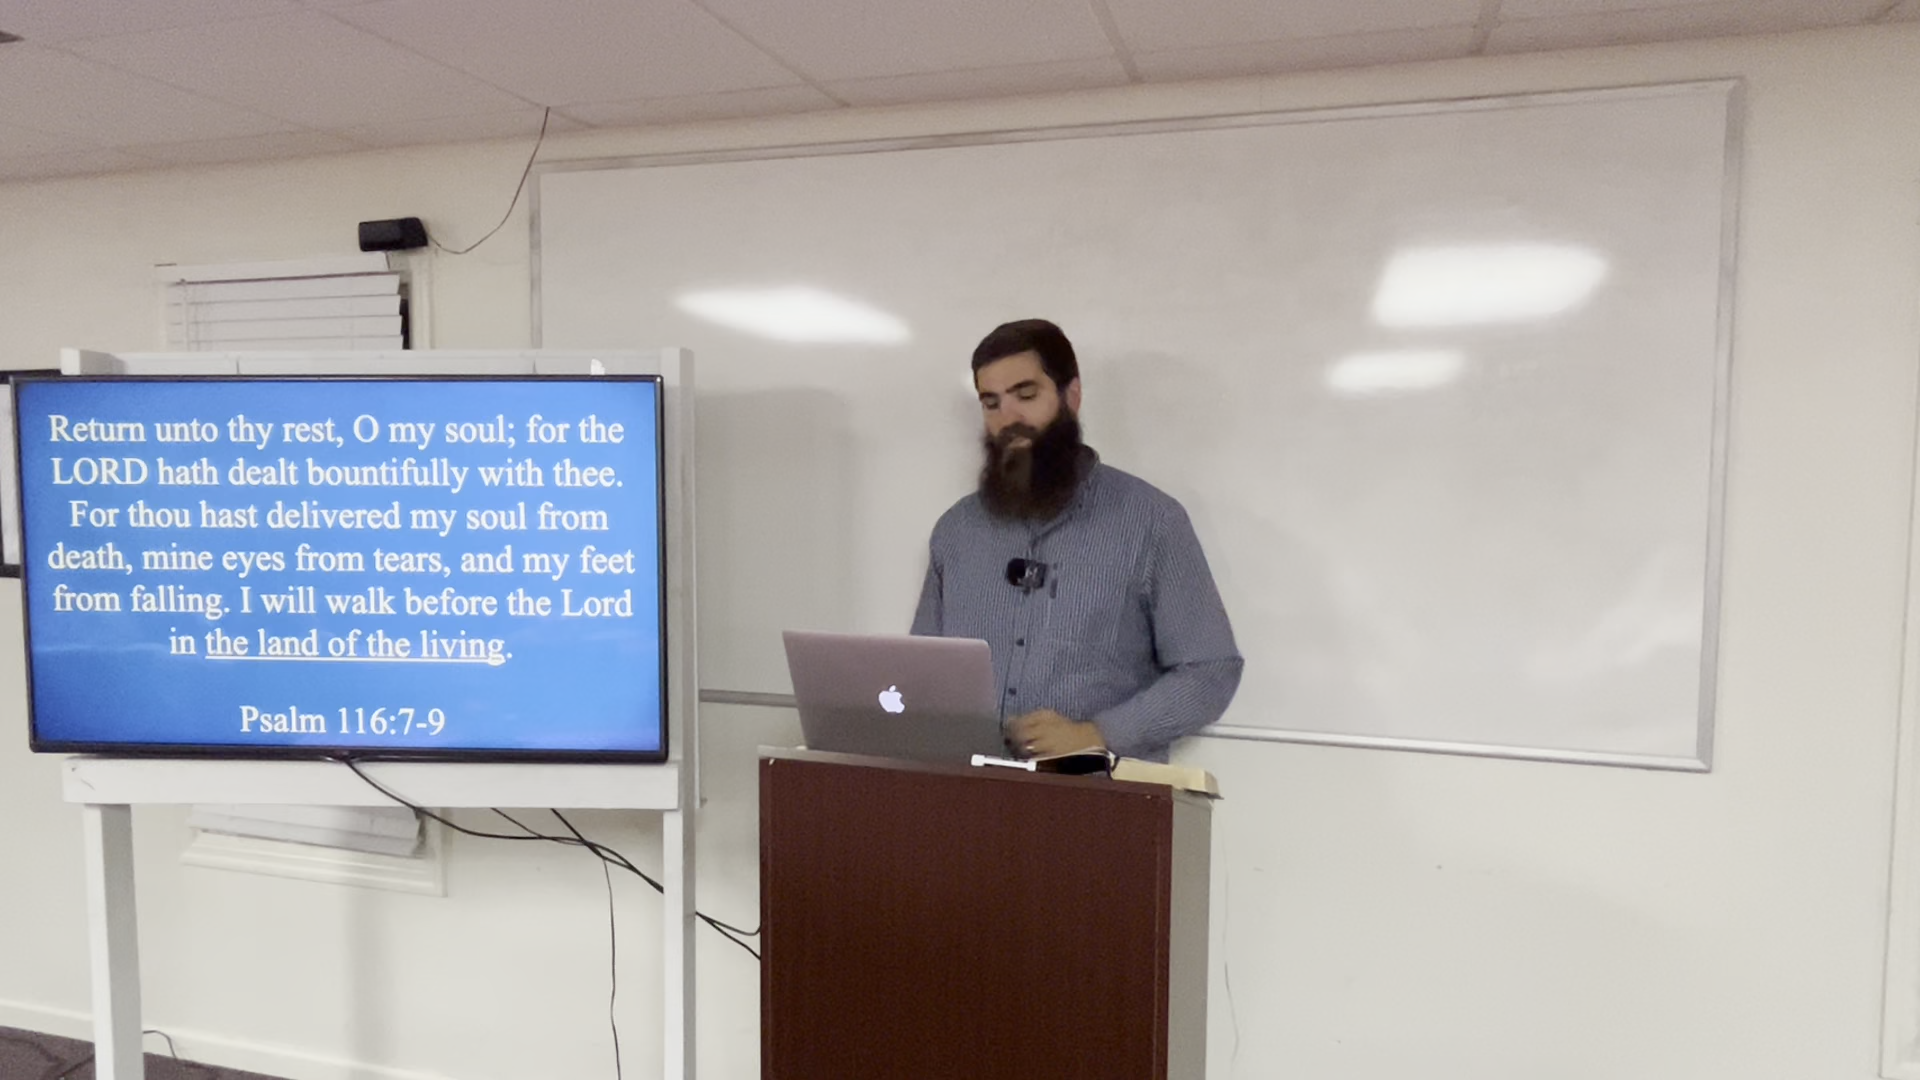 Return unto thy rest, O my soul; for the
LORD hath dealt bountifully with thee.
For thou hast delivered my soul from
death, mine eyes from tears, and my feet
from falling. I will walk before the Lord
in the land of the living.
Psalm 116:7-9